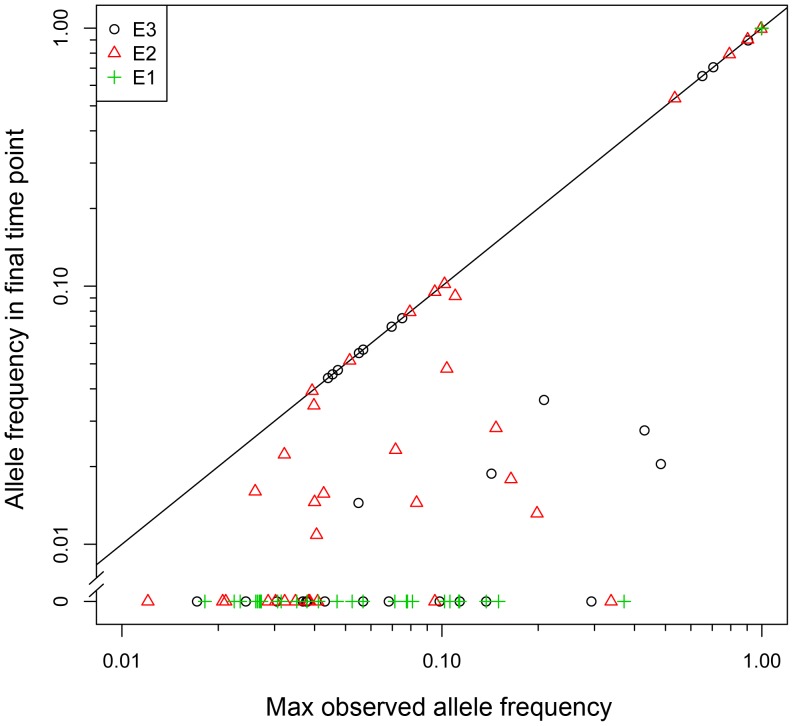 E3
E2
E1
Allele frequency in final time point
1.00
0.10
0.01
0
0.01 0.10 1.00
Max observed allele frequency